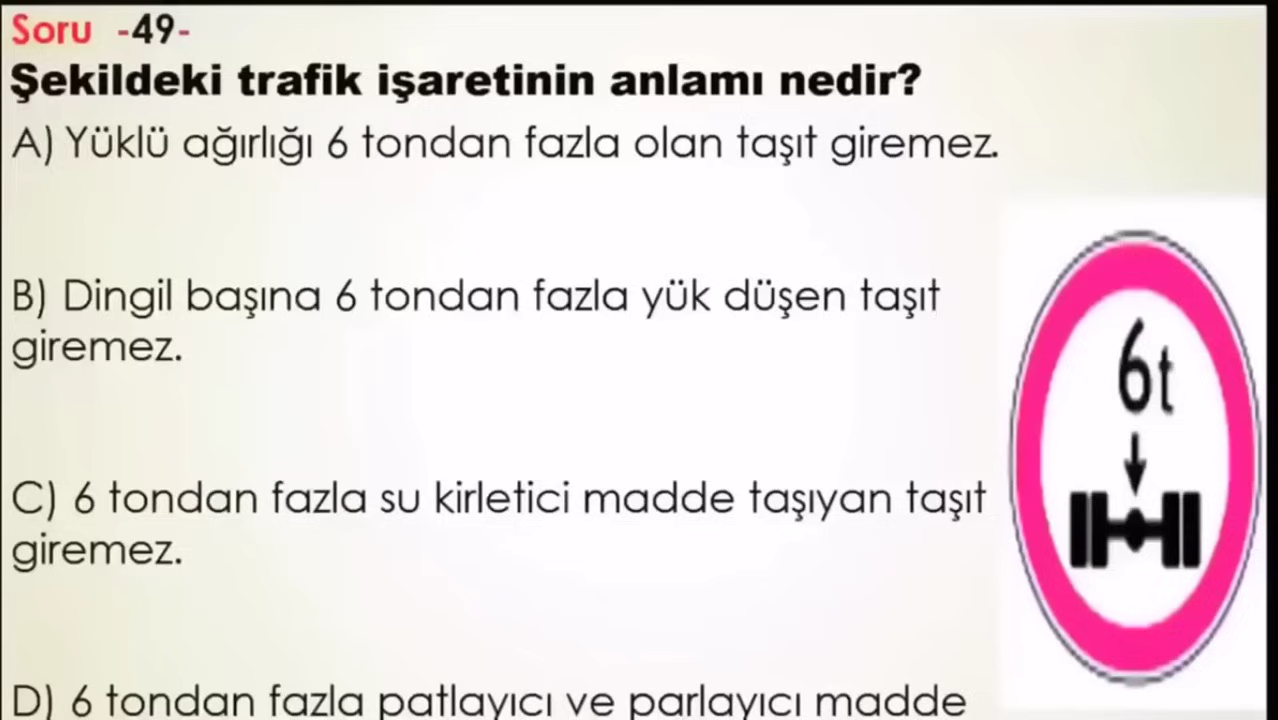 Soru -49-
Şekildeki trafik işaretinin anlamı nedir?
A) Yüklü ağırlığı 6 tondan fazla olan taşıt giremez.
B) Dingil başına 6 tondan fazla yük düşen taşıt
giremez.
C) 6 tondan fazla su kirletici madde taşıyan taşıt
giremez.
D) 6 tondan fazla patlayıcı ve parlayıcı madde
6t